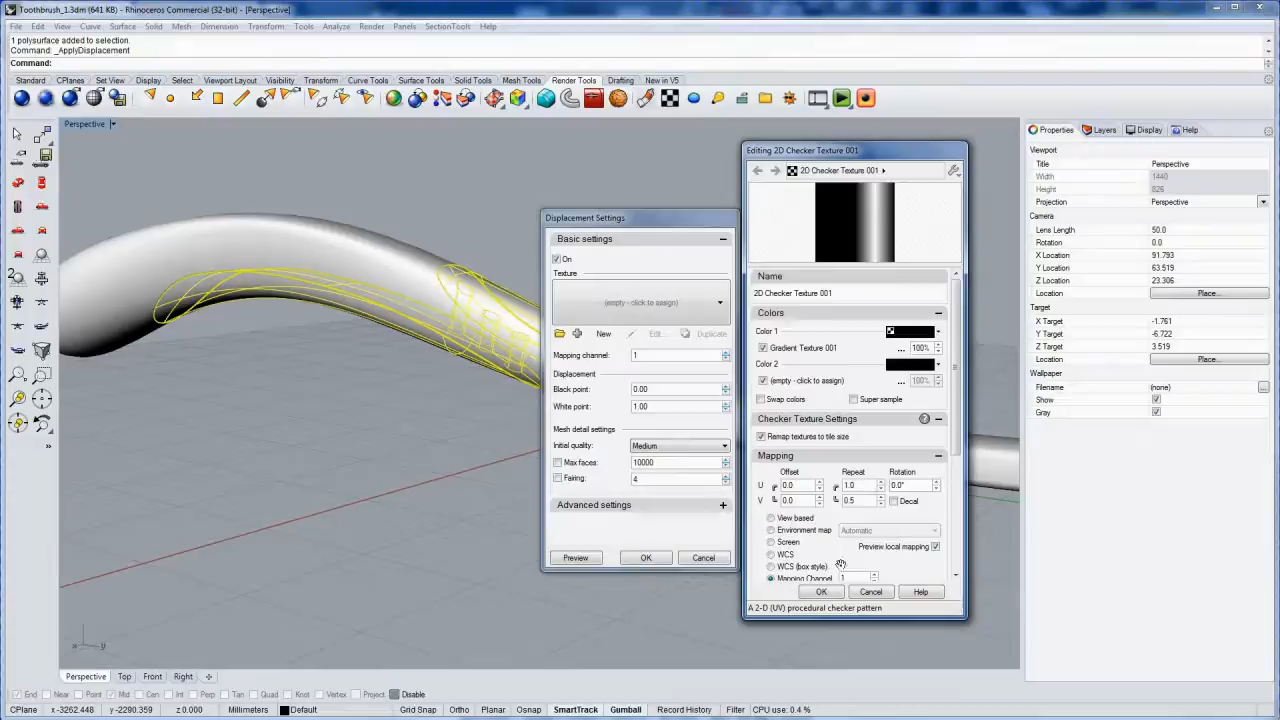 Toothbrush_1.3dm (641 KB) - Rhinoceros Commercial (32-bit) - [Perspective]
File Edit View Curve Surface Solid Mesh Dimension Transform Tools Analyze Render Panels SectionTools Help
1 polysurface added to selection.
Command: _ApplyDisplacement
Command:
Standard CPlanes Set View Display Select Viewport Layout Visibility Transform Curve Tools Surface Tools Solid Tools Mesh Tools Render Tools Drafting New in V5
Perspective
Editing 2D Checker Texture 001
2D Checker Texture 001
Name
2D Checker Texture 001
Colors
Color 1
Gradient Texture 001 ... 100%
Color 2
(empty - click to assign) ... 100%
Swap colors Super sample
Checker Texture Settings
Remap textures to tile size
Mapping
Offset Repeat Rotation
U 0.0 1.0 0.0°
V 0.0 0.5 Decal
View based
Environment map Automatic
Screen Preview local mapping
WCS
WCS (box style)
Mapping Channel 1
OK Cancel Help
A 2-D (UV) procedural checker pattern
Displacement Settings
Basic settings
On
Texture
(empty - click to assign)
New Edit... Duplicate
Mapping channel: 1
Displacement
Black point: 0.00
White point: 1.00
Mesh detail settings
Initial quality: Medium
Max faces: 10000
Fairing: 4
Advanced settings
Preview OK Cancel
Properties Layers Display Help
Viewport
Title Perspective
Width 1440
Height 826
Projection Perspective
Camera
Lens Length 50.0
Rotation 0.0
X Location 91.793
Y Location 63.519
Z Location 23.306
Location Place...
Target
X Target -1.761
Y Target -6.722
Z Target 3.519
Location Place...
Wallpaper
Filename (none) ...
Show
Gray
x y
Perspective Top Front Right
End Near Point Mid Cen Int Perp Tan Quad Knot Vertex Project Disable
CPlane x -3262.448 y -2290.359 z 0.000 Millimeters Default Grid Snap Ortho Planar Osnap SmartTrack Gumball Record History Filter CPU use: 0.4 %